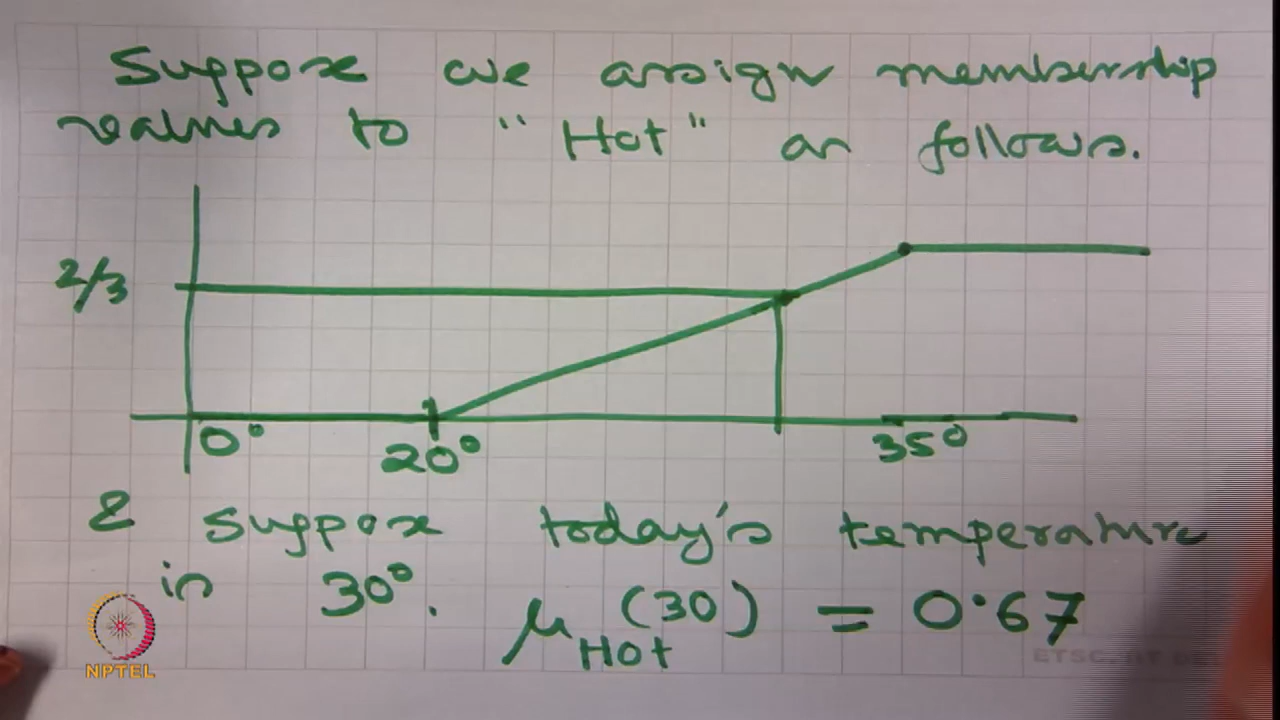 Suppose we assign membership
values to "Hot" as follows.
2/3
0° 20° 35°
& suppose today's temperature
is 30°. μ_Hot (30) = 0.67
NPTEL